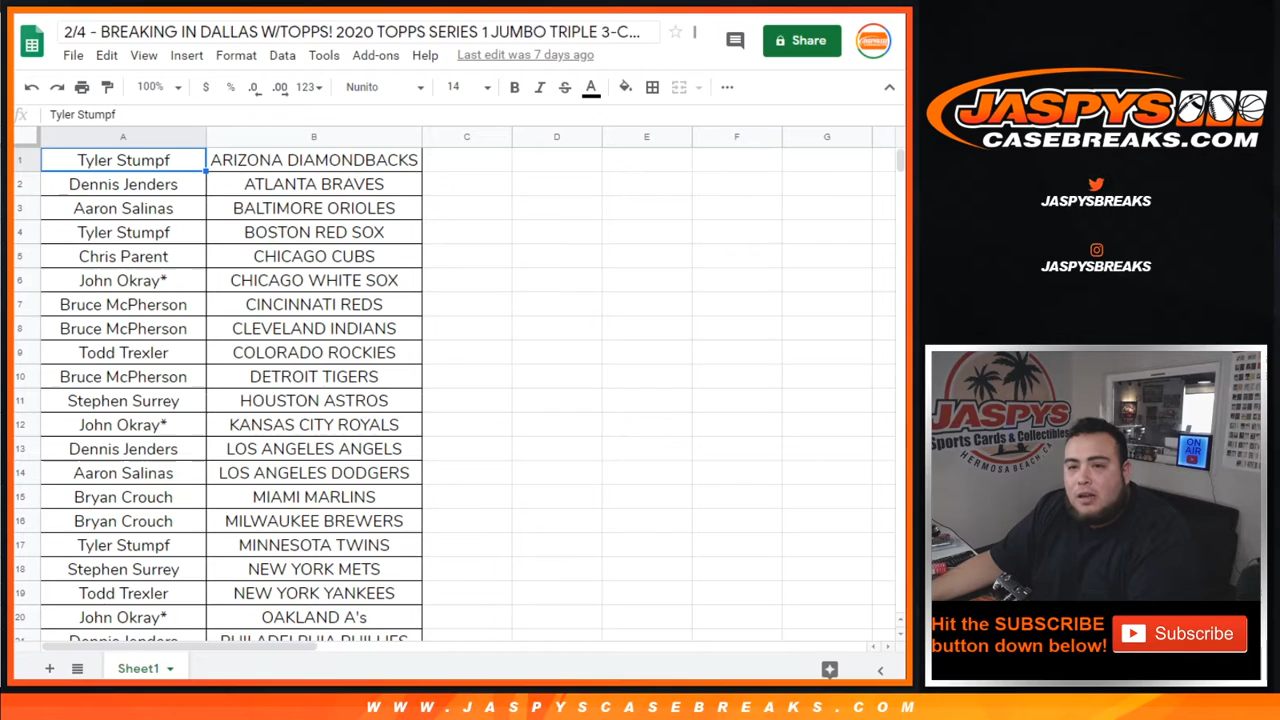 2/4 - BREAKING IN DALLAS W/TOPPS! 2020 TOPPS SERIES 1 JUMBO TRIPLE 3-C...
Share
File Edit View Insert Format Data Tools Add-ons Help Last edit was 7 days ago
100% $ % .0 .00 123 Nunito 14 B I S A
fx Tyler Stumpf
A B C D E F G
1 Tyler Stumpf ARIZONA DIAMONDBACKS
2 Dennis Jenders ATLANTA BRAVES
3 Aaron Salinas BALTIMORE ORIOLES
4 Tyler Stumpf BOSTON RED SOX
5 Chris Parent CHICAGO CUBS
6 John Okray* CHICAGO WHITE SOX
7 Bruce McPherson CINCINNATI REDS
8 Bruce McPherson CLEVELAND INDIANS
9 Todd Trexler COLORADO ROCKIES
10 Bruce McPherson DETROIT TIGERS
11 Stephen Surrey HOUSTON ASTROS
12 John Okray* KANSAS CITY ROYALS
13 Dennis Jenders LOS ANGELES ANGELS
14 Aaron Salinas LOS ANGELES DODGERS
15 Bryan Crouch MIAMI MARLINS
16 Bryan Crouch MILWAUKEE BREWERS
17 Tyler Stumpf MINNESOTA TWINS
18 Stephen Surrey NEW YORK METS
19 Todd Trexler NEW YORK YANKEES
20 John Okray* OAKLAND A's
Dennis Jenders PHILADELPHIA PHILLIES
Sheet1
JASPYS
CASEBREAKS.COM
JASPYSBREAKS
JASPYSBREAKS
JASPYS
Sports Cards & Collectibles
HERMOSA BEACH, CA
ON AIR
Hit the SUBSCRIBE
button down below!
Subscribe
WWW.JASPYSCASEBREAKS.COM